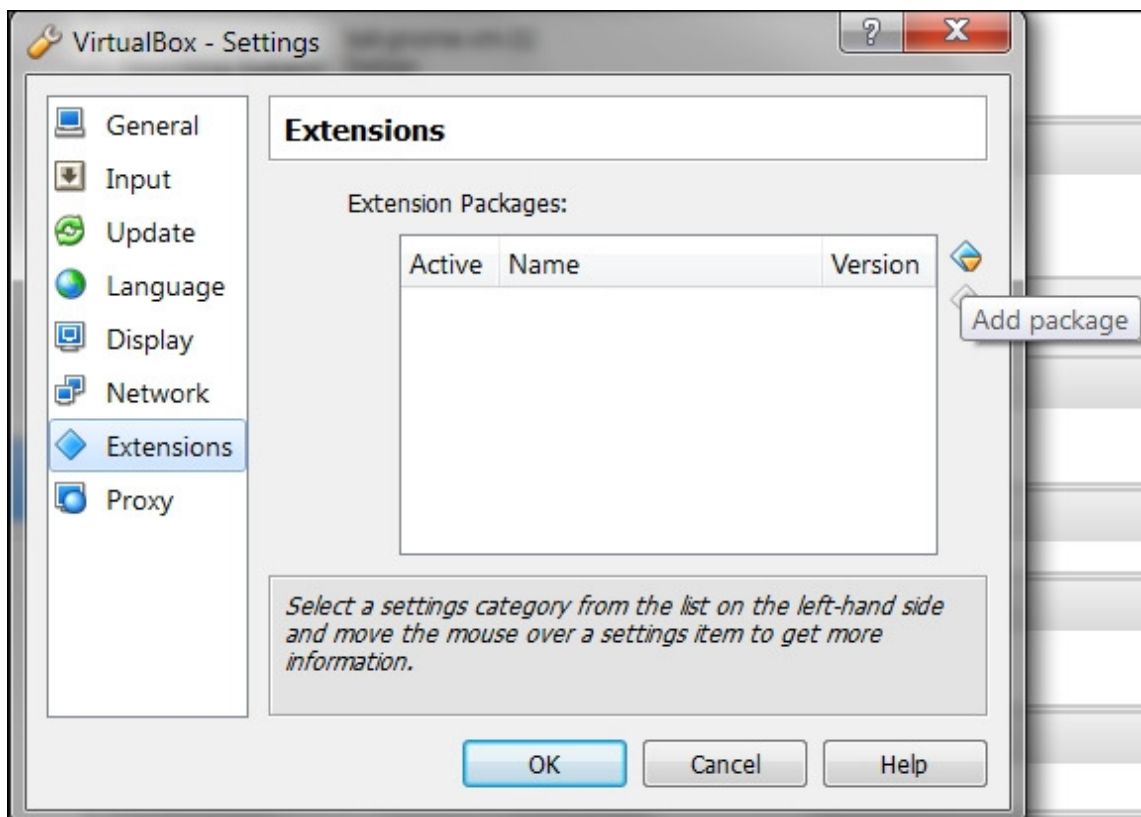 VirtualBox - Settings
General
Input
Update
Language
Display
Network
Extensions
Proxy
Extensions
Extension Packages:
Active Name Version
Add package
Select a settings category from the list on the left-hand side
and move the mouse over a settings item to get more
information.
OK Cancel Help